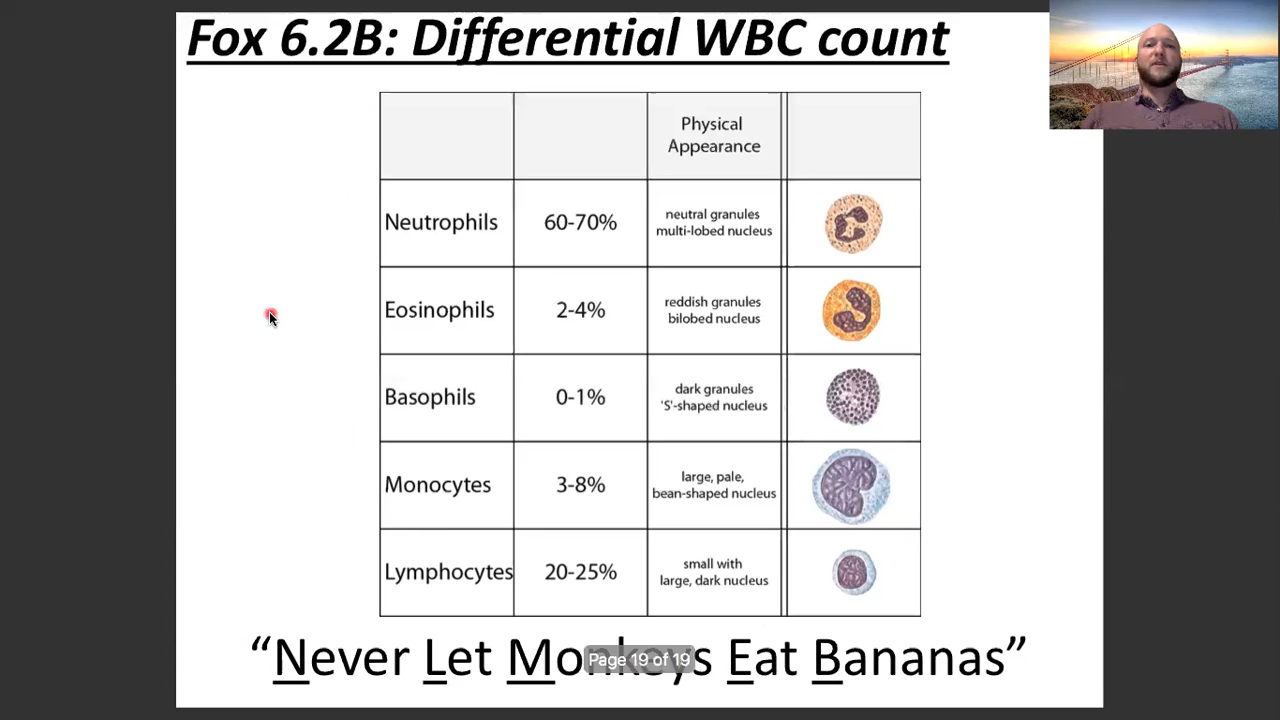 Fox 6.2B: Differential WBC count
Physical
Appearance
Neutrophils 60-70% neutral granules
multi-lobed nucleus
Eosinophils 2-4% reddish granules
bilobed nucleus
Basophils 0-1% dark granules
'S'-shaped nucleus
Monocytes 3-8% large, pale,
bean-shaped nucleus
Lymphocytes 20-25% small with
large, dark nucleus
“Never Let Monkeys Eat Bananas”
Page 19 of 19